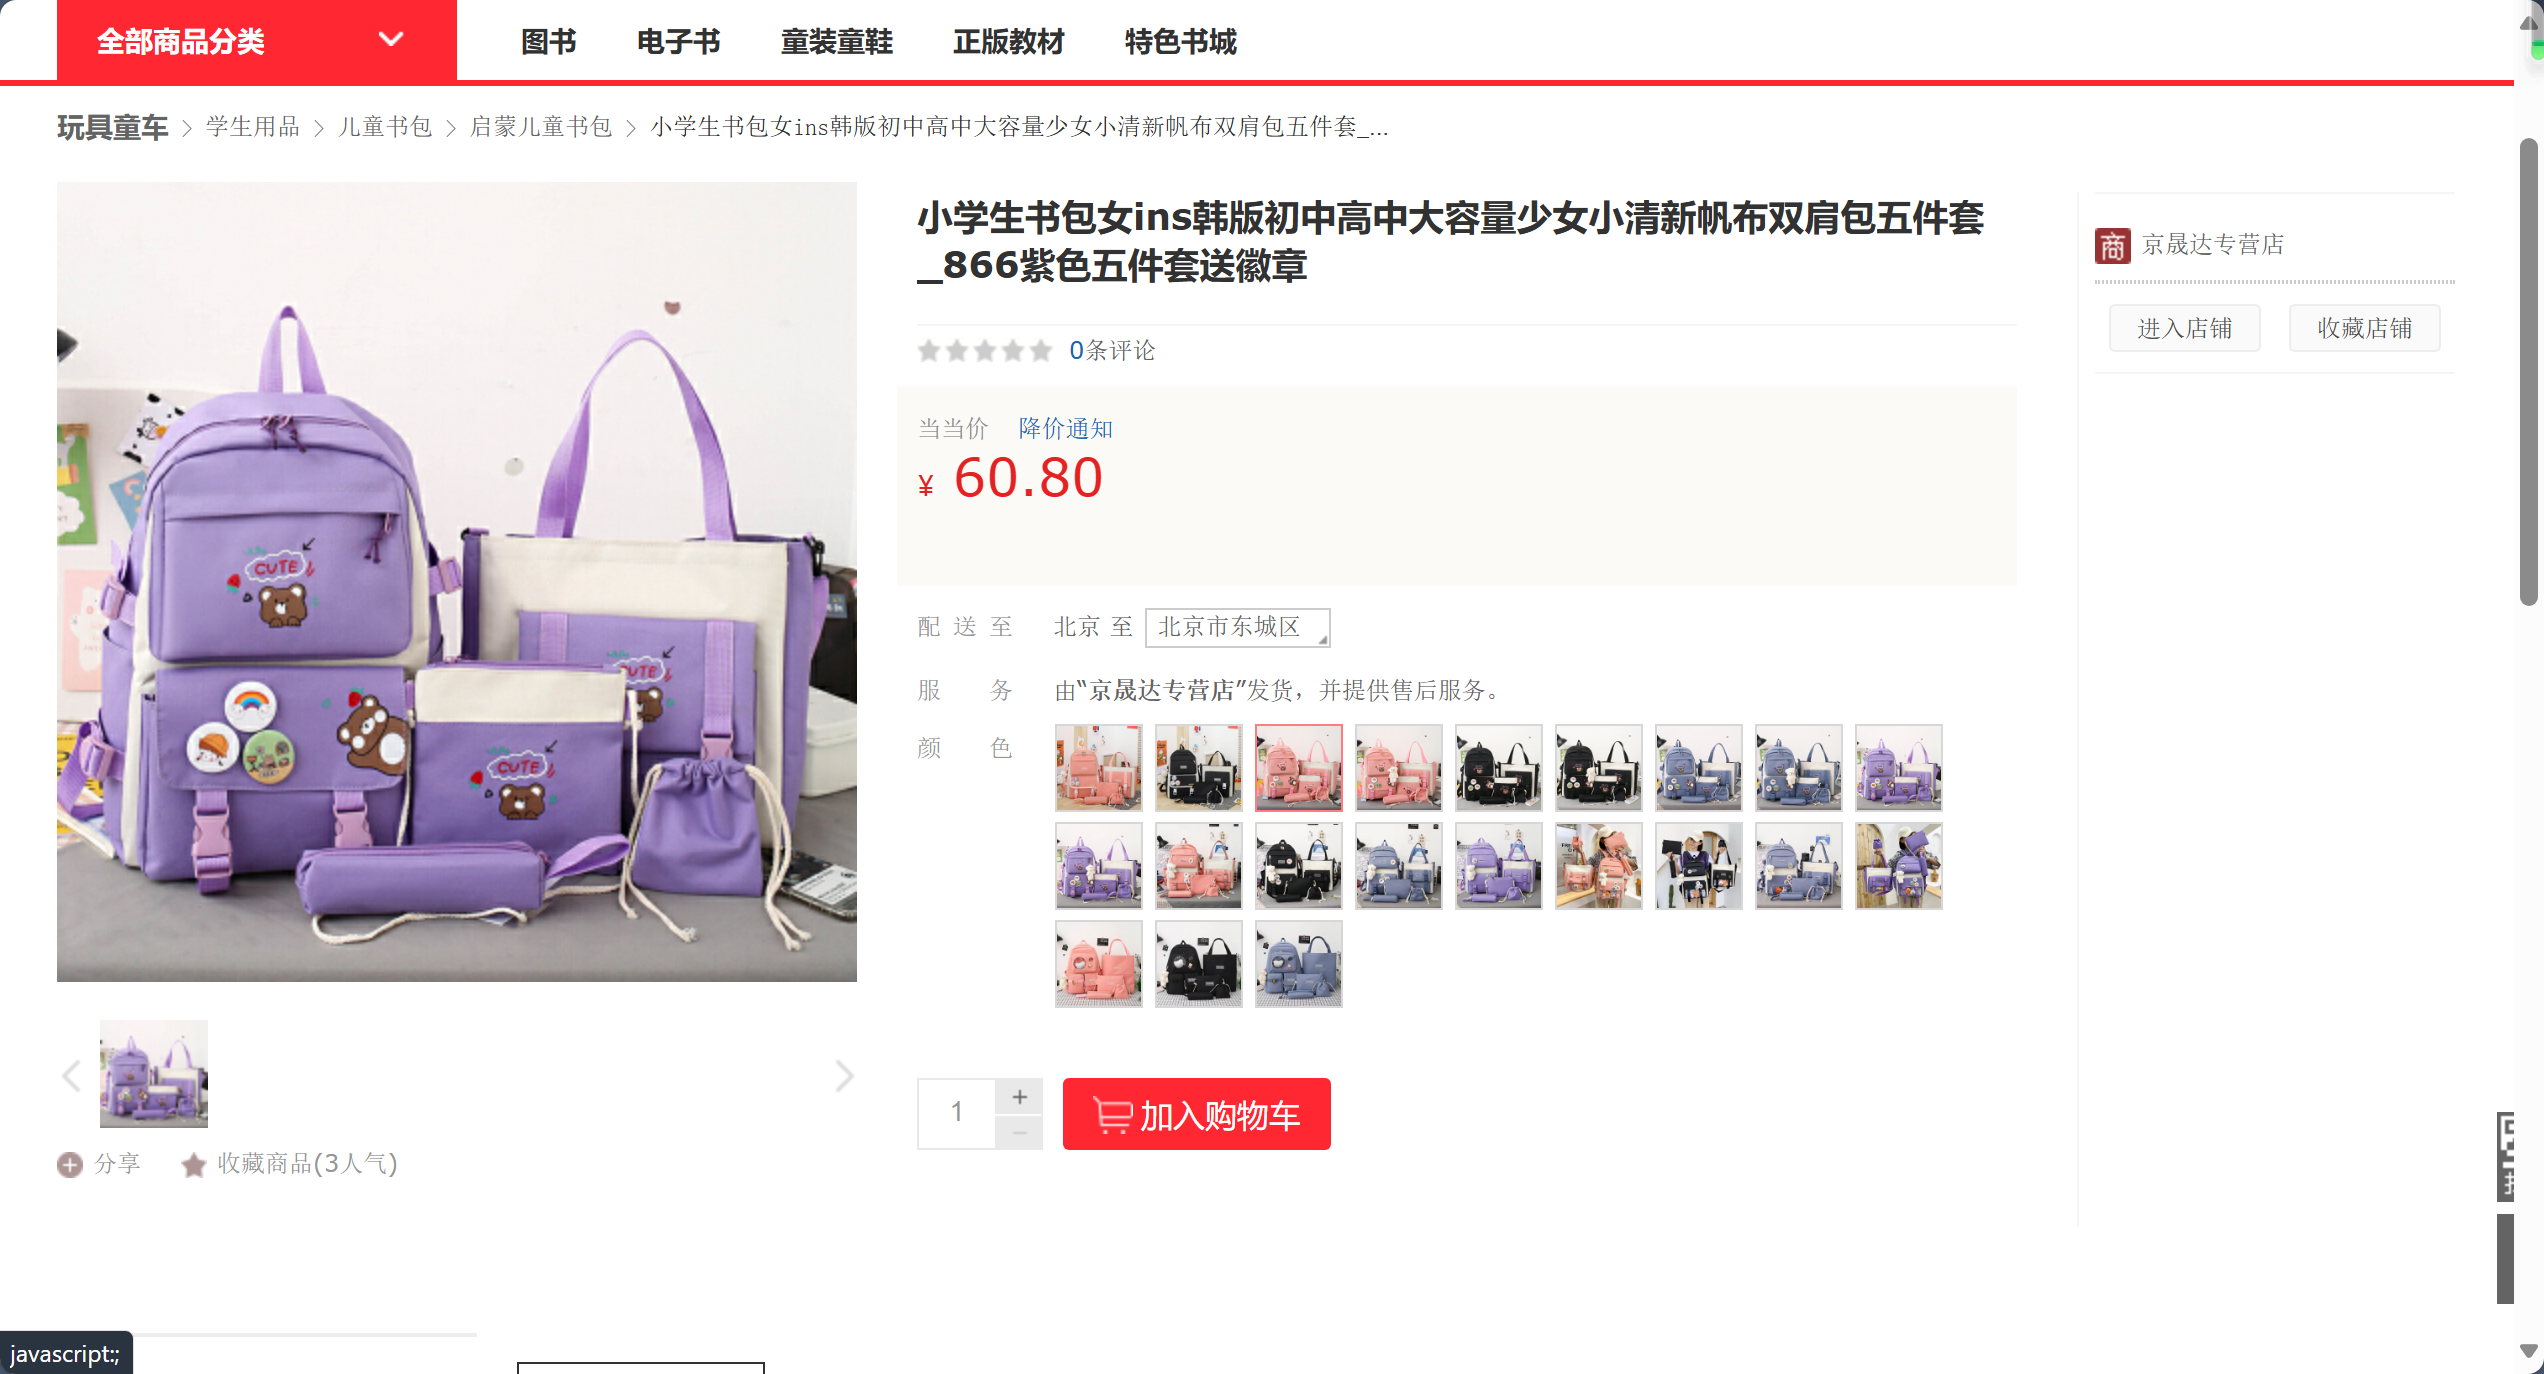 全部商品分类
图书 电子书 童装童鞋 正版教材 特色书城
玩具童车 > 学生用品 > 儿童书包 > 启蒙儿童书包 > 小学生书包女ins韩版初中高中大容量少女小清新帆布双肩包五件套_...
小学生书包女ins韩版初中高中大容量少女小清新帆布双肩包五件套
_866紫色五件套送徽章
0条评论
当当价 降价通知
¥ 60.80
配送至 北京 至 北京市东城区
服务 由“京晟达专营店”发货，并提供售后服务。
颜色
1 + −
加入购物车
商 京晟达专营店
进入店铺 收藏店铺
CUTE
CUTE
分享 收藏商品(3人气)
javascript:;